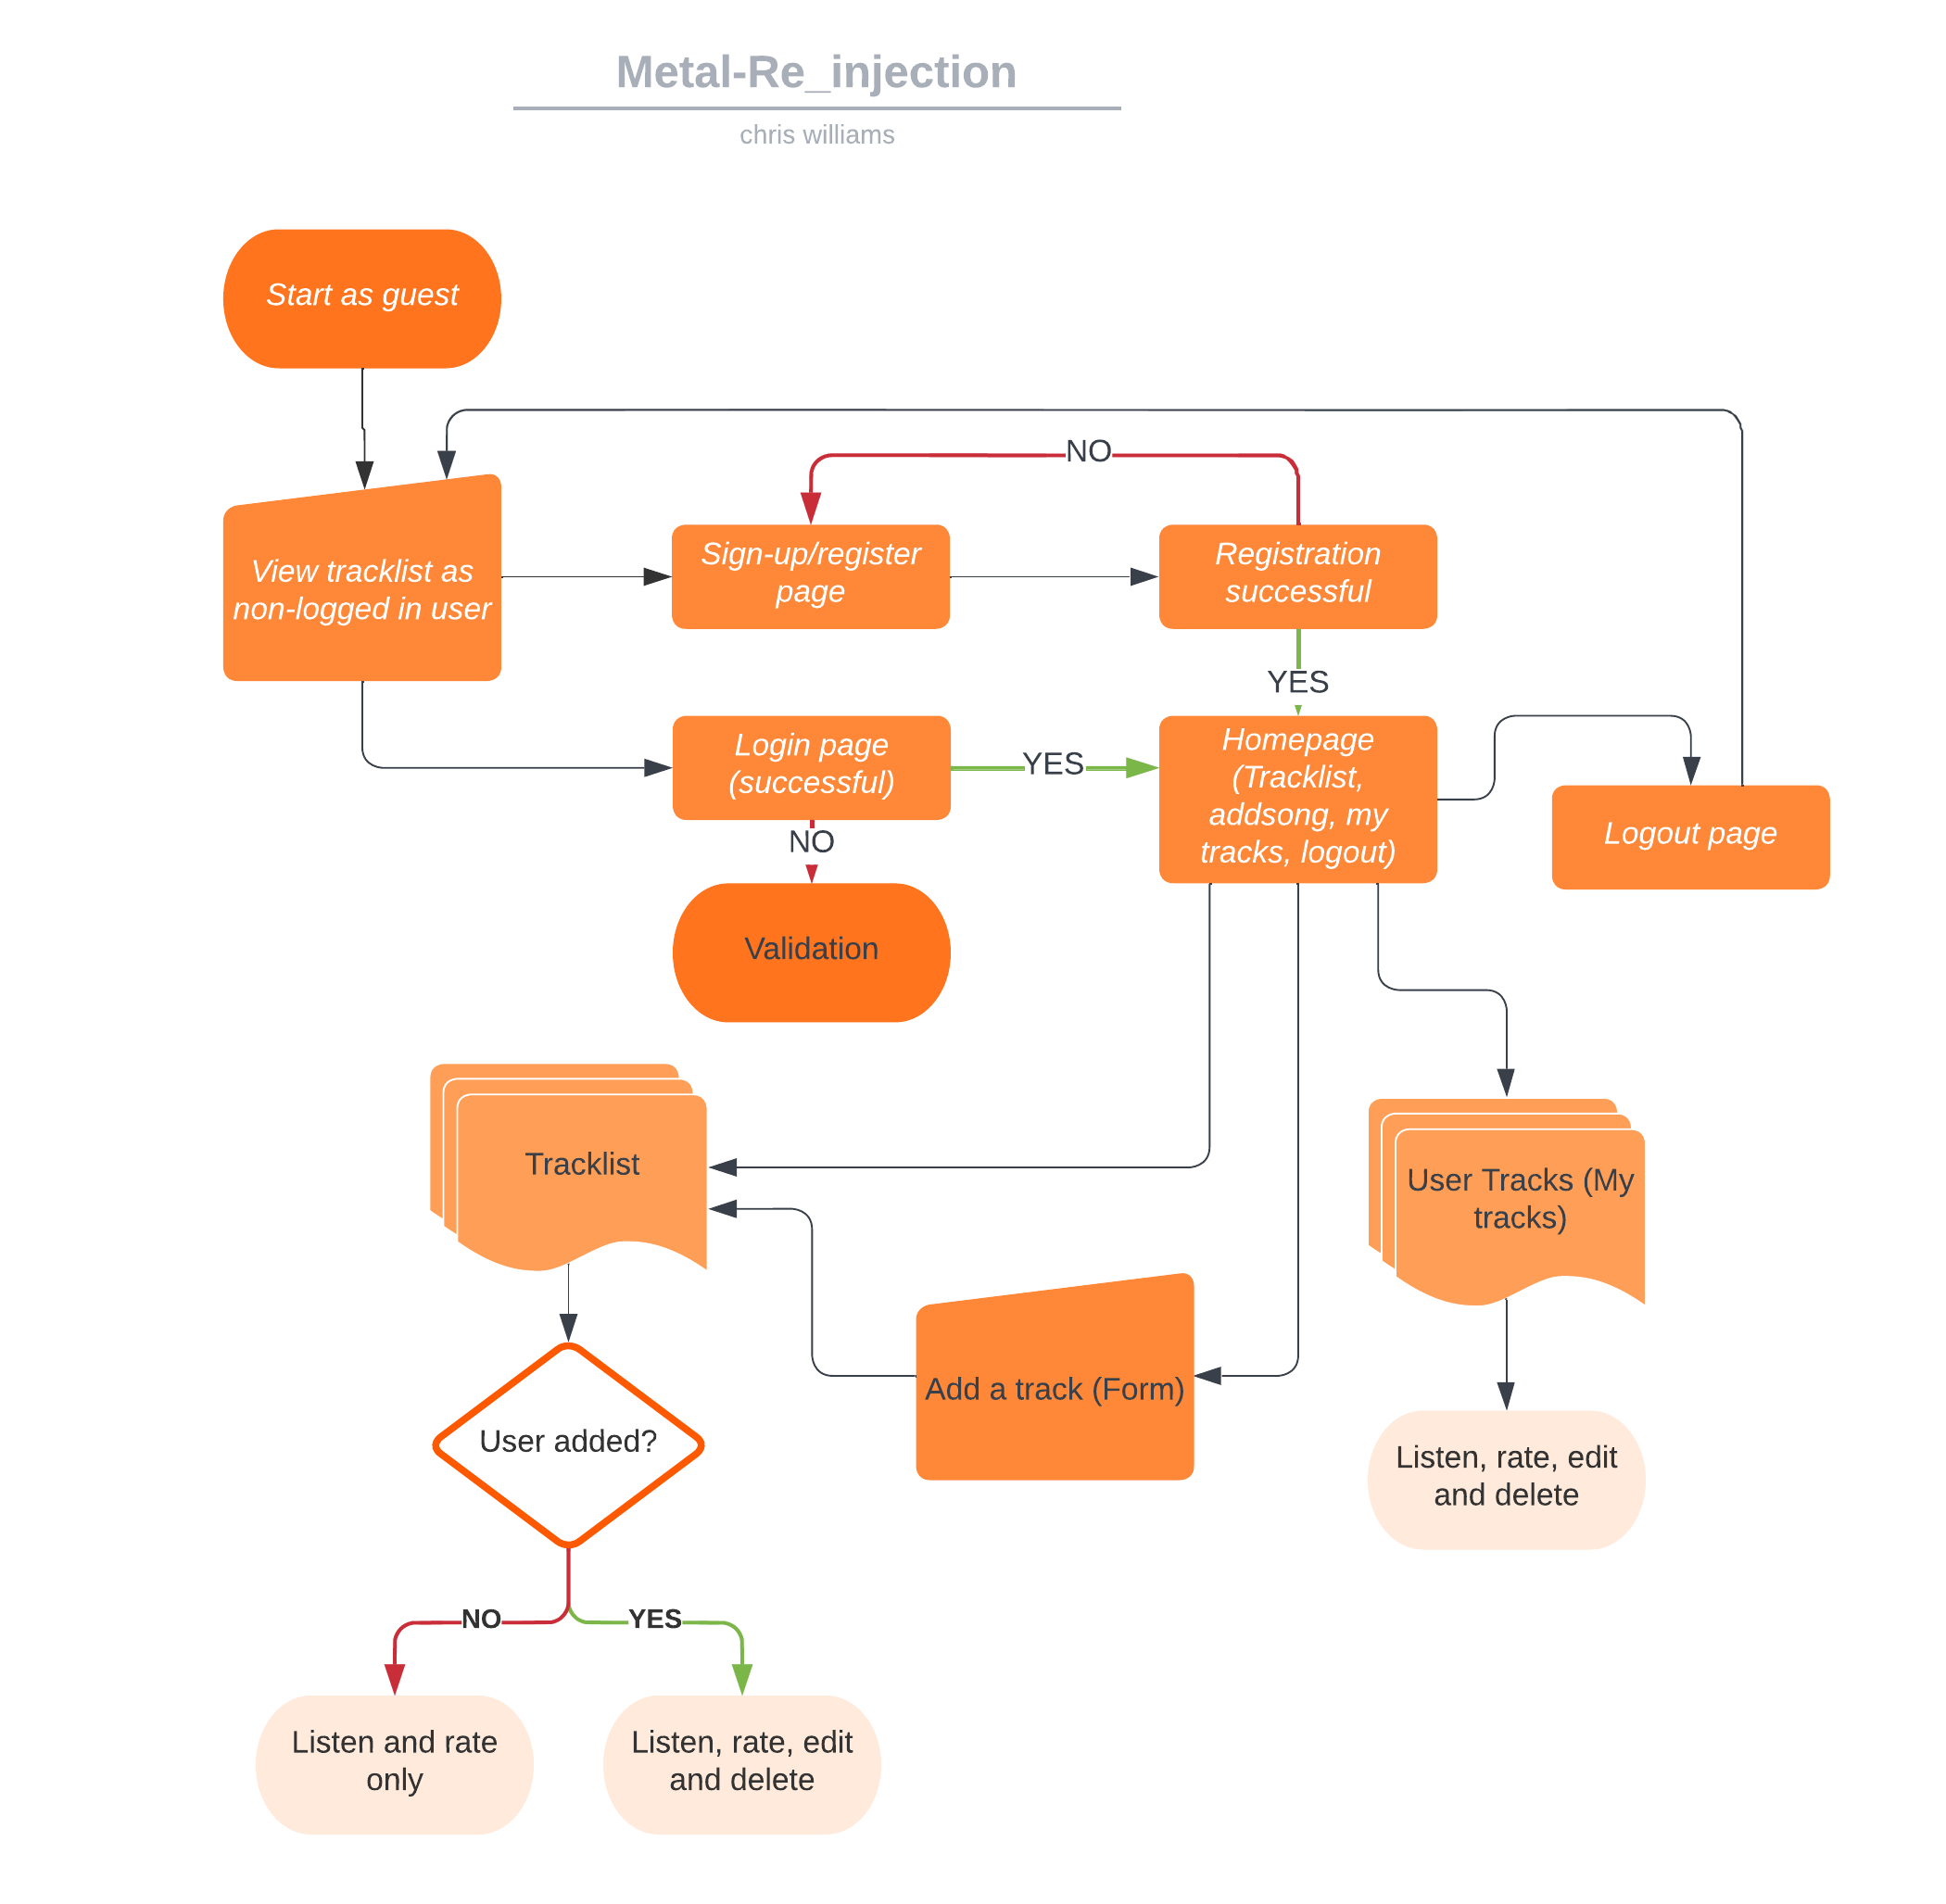 Metal-Re_injection
chris williams
Start as guest
NO
View tracklist as
non-logged in user
Sign-up/register
page
Registration
successful
YES
Login page
(successful)
YES
Homepage
(Tracklist,
addsong, my
tracks, logout)
Logout page
NO
Validation
Tracklist
User Tracks (My
tracks)
Add a track (Form)
User added?
Listen, rate, edit
and delete
NO
YES
Listen and rate
only
Listen, rate, edit
and delete